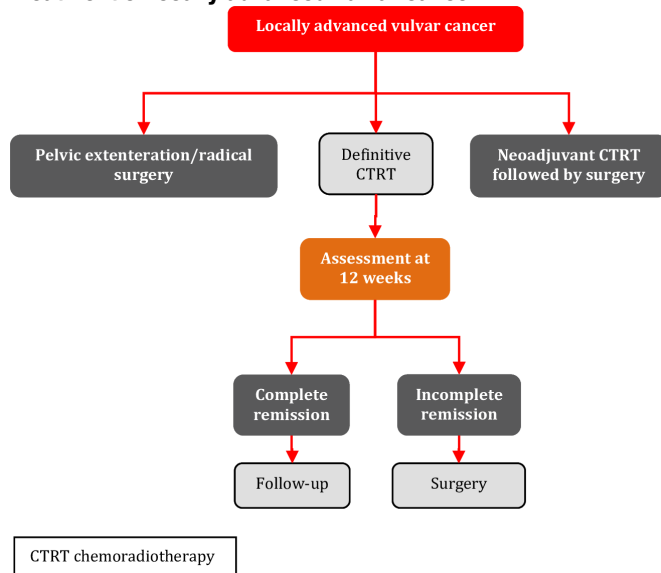 Locally advanced vulvar cancer
Pelvic extenteration/radical
surgery
Definitive
CTRT
Neoadjuvant CTRT
followed by surgery
Assessment at
12 weeks
Complete
remission
Incomplete
remission
Follow-up
Surgery
CTRT chemoradiotherapy